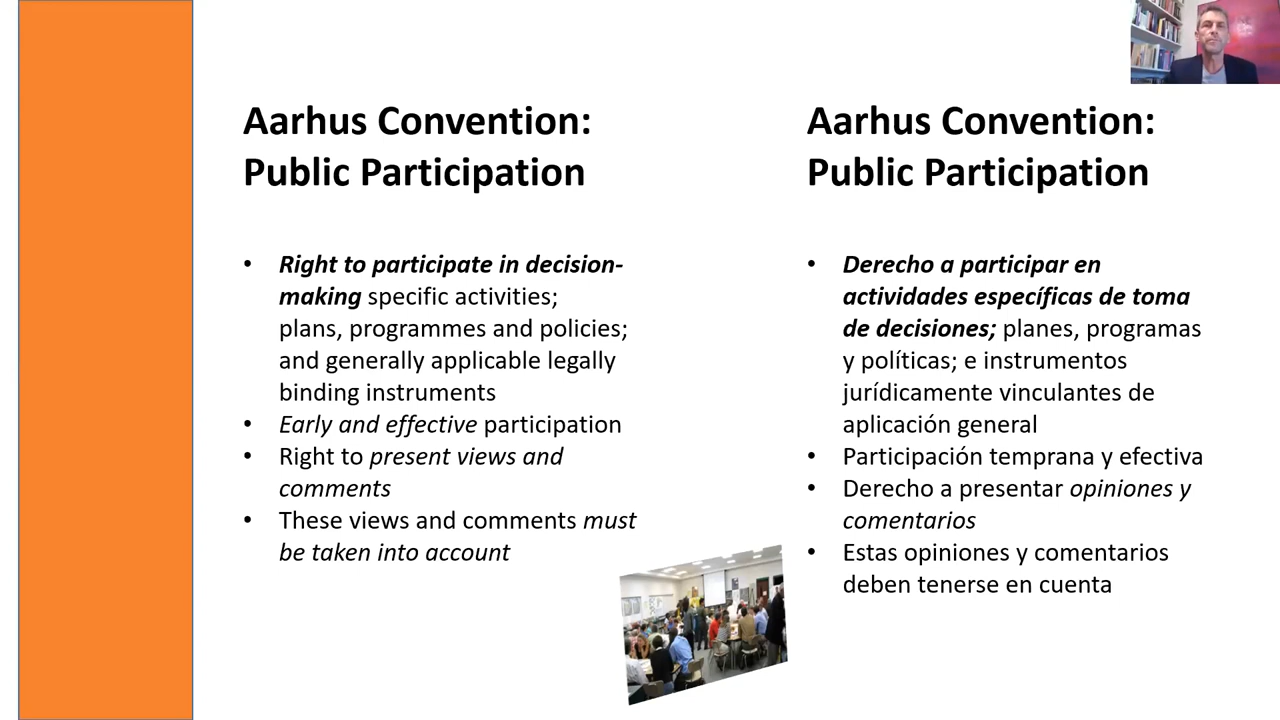 Aarhus Convention:
Public Participation
• Right to participate in decision-
making specific activities;
plans, programmes and policies;
and generally applicable legally
binding instruments
• Early and effective participation
• Right to present views and
comments
• These views and comments must
be taken into account
Aarhus Convention:
Public Participation
• Derecho a participar en
actividades específicas de toma
de decisiones; planes, programas
y políticas; e instrumentos
jurídicamente vinculantes de
aplicación general
• Participación temprana y efectiva
• Derecho a presentar opiniones y
comentarios
• Estas opiniones y comentarios
deben tenerse en cuenta